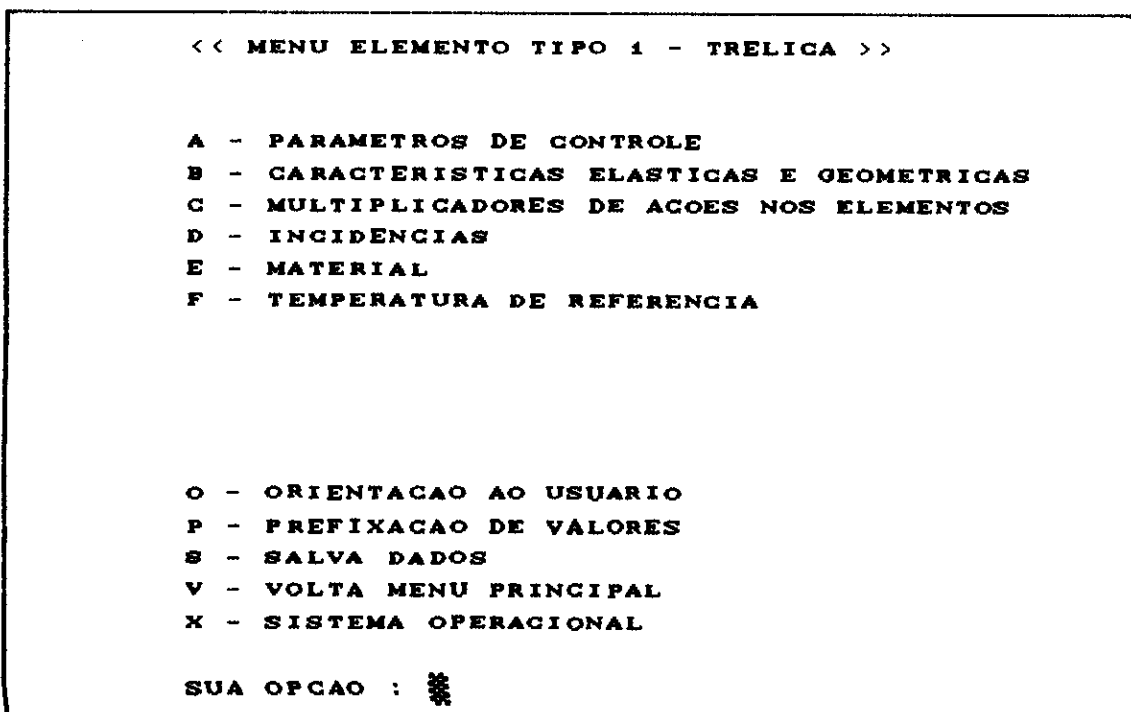 << MENU ELEMENTO TIPO 1 - TRELICA >>
A - PARAMETROS DE CONTROLE
B - CARACTERISTICAS ELASTICAS E GEOMETRICAS
C - MULTIPLICADORES DE ACOES NOS ELEMENTOS
D - INCIDENCIAS
E - MATERIAL
F - TEMPERATURA DE REFERENCIA
O - ORIENTACAO AO USUARIO
P - PREFIXACAO DE VALORES
S - SALVA DADOS
V - VOLTA MENU PRINCIPAL
X - SISTEMA OPERACIONAL
SUA OPCAO :